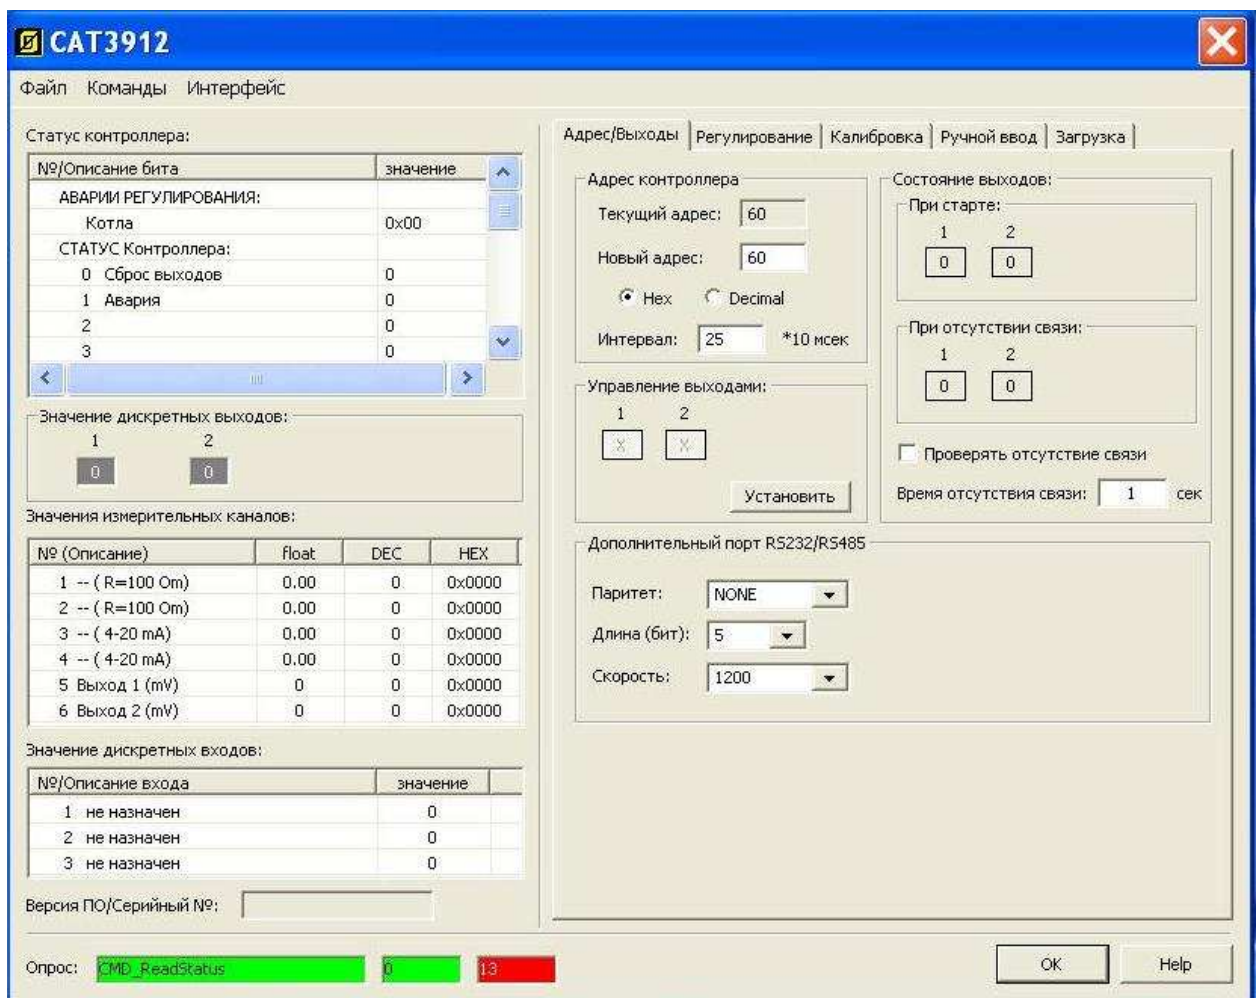 CAT3912
Файл Команды Интерфейс
Статус контроллера:
№/Описание бита значение
АВАРИИ РЕГУЛИРОВАНИЯ:
Котла 0x00
СТАТУС Контроллера:
0 Сброс выходов 0
1 Авария 0
2 0
3 0
Значение дискретных выходов:
1 2
0 0
Значения измерительных каналов:
№ (Описание) float DEC HEX
1 -- ( R=100 Om) 0.00 0 0x0000
2 -- ( R=100 Om) 0.00 0 0x0000
3 -- ( 4-20 mA) 0.00 0 0x0000
4 -- ( 4-20 mA) 0.00 0 0x0000
5 Выход 1 (mV) 0 0 0x0000
6 Выход 2 (mV) 0 0 0x0000
Значение дискретных входов:
№/Описание входа значение
1 не назначен 0
2 не назначен 0
3 не назначен 0
Версия ПО/Серийный №:
Адрес/Выходы Регулирование Калибровка Ручной ввод Загрузка
Адрес контроллера
Текущий адрес: 60
Новый адрес: 60
Hex Decimal
Интервал: 25 *10 мсек
Управление выходами:
1 2
X X
Установить
Состояние выходов:
При старте:
1 2
0 0
При отсутствии связи:
1 2
0 0
Проверять отсутствие связи
Время отсутствия связи: 1 сек
Дополнительный порт RS232/RS485
Паритет: NONE
Длина (бит): 5
Скорость: 1200
Опрос: CMD_ReadStatus 0 13
OK Help